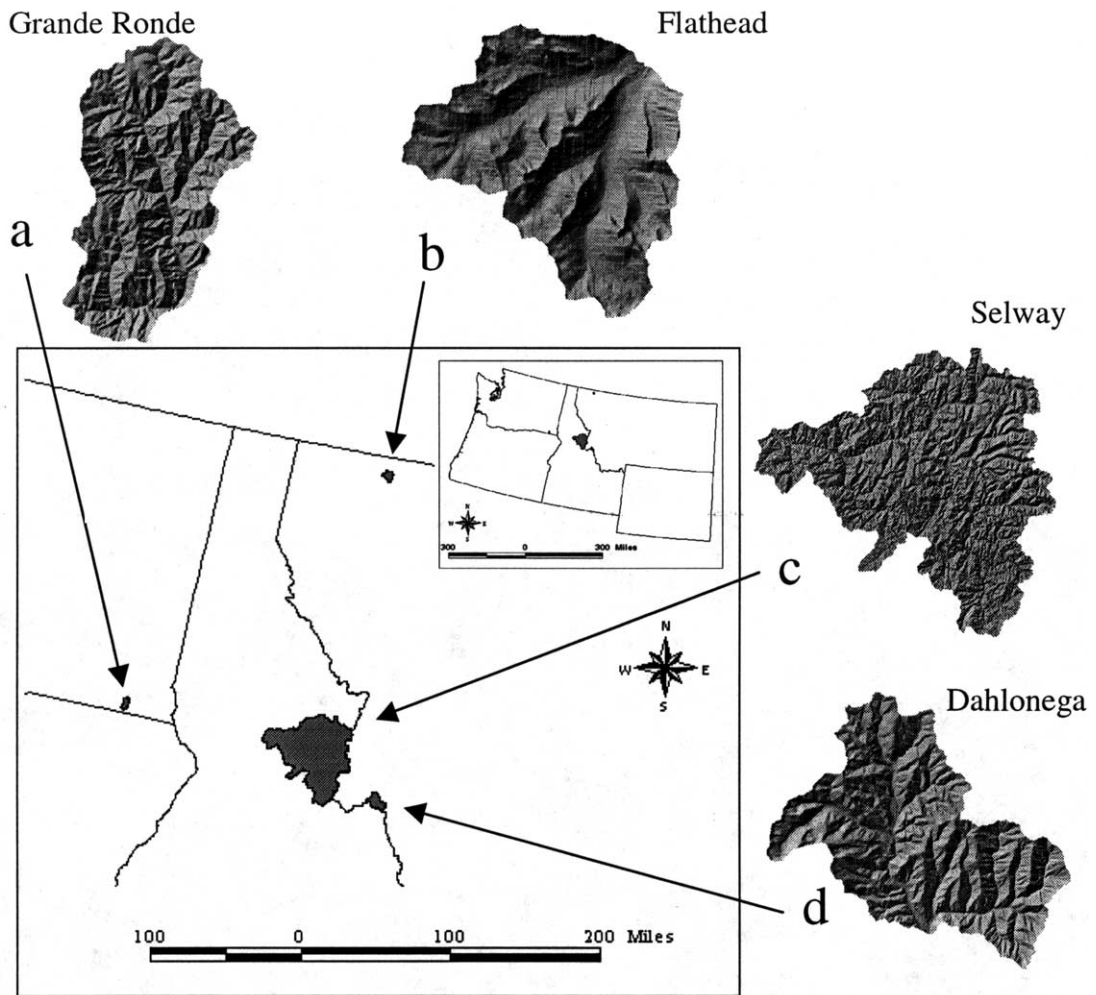 Grande Ronde
Flathead
a
b
Selway
N
W E
S
300 0 300 Miles
c
N
W E
S
Dahlonega
d
100 0 100 200 Miles